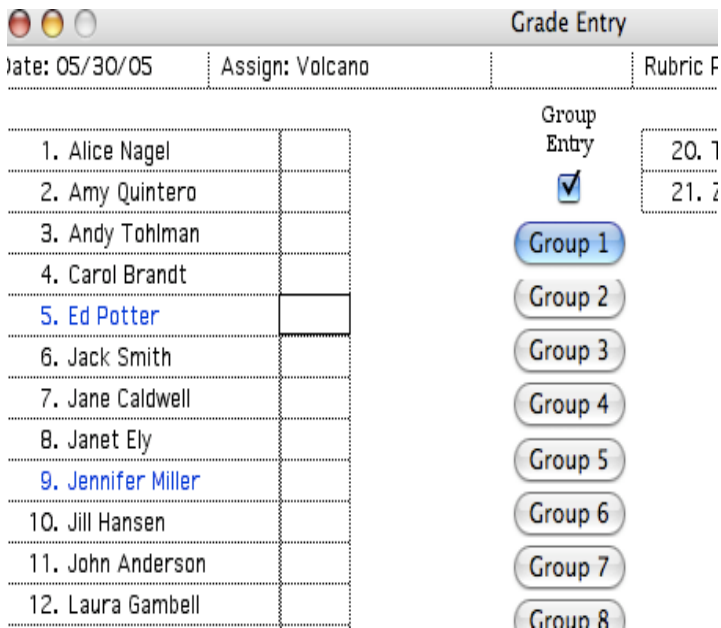 Grade Entry
Date: 05/30/05 Assign: Volcano Rubric
Group
Entry
1. Alice Nagel
2. Amy Quintero
3. Andy Tohlman
4. Carol Brandt
5. Ed Potter
6. Jack Smith
7. Jane Caldwell
8. Janet Ely
9. Jennifer Miller
10. Jill Hansen
11. John Anderson
12. Laura Gambell
Group 1
Group 2
Group 3
Group 4
Group 5
Group 6
Group 7
Group 8
20.
21.